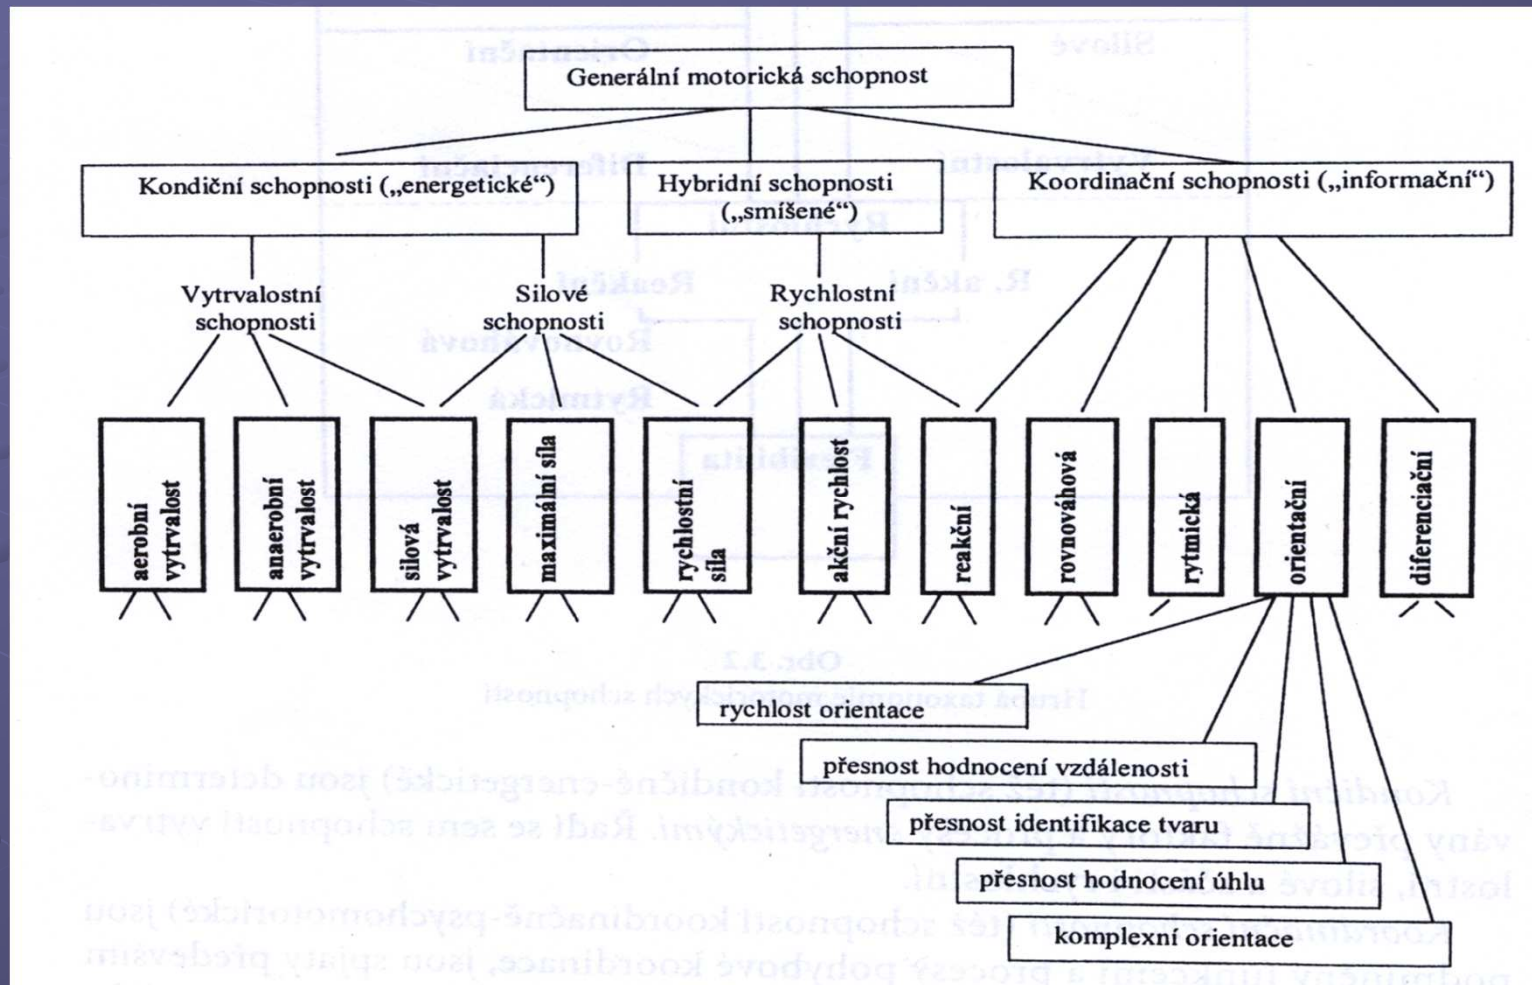 Generální motorická schopnost
Kondiční schopnosti („energetické“)
Hybridní schopnosti
(„smíšené“)
Koordinační schopnosti („informační“)
Vytrvalostní
schopnosti
Silové
schopnosti
Rychlostní
schopnosti
aerobní
vytrvalost
anaerobní
vytrvalost
silová
vytrvalost
maximální síla
rychlostní
síla
akční rychlost
reakční
rovnováhová
rytmická
orientační
diferenciační
rychlost orientace
přesnost hodnocení vzdálenosti
přesnost identifikace tvaru
přesnost hodnocení úhlu
komplexní orientace